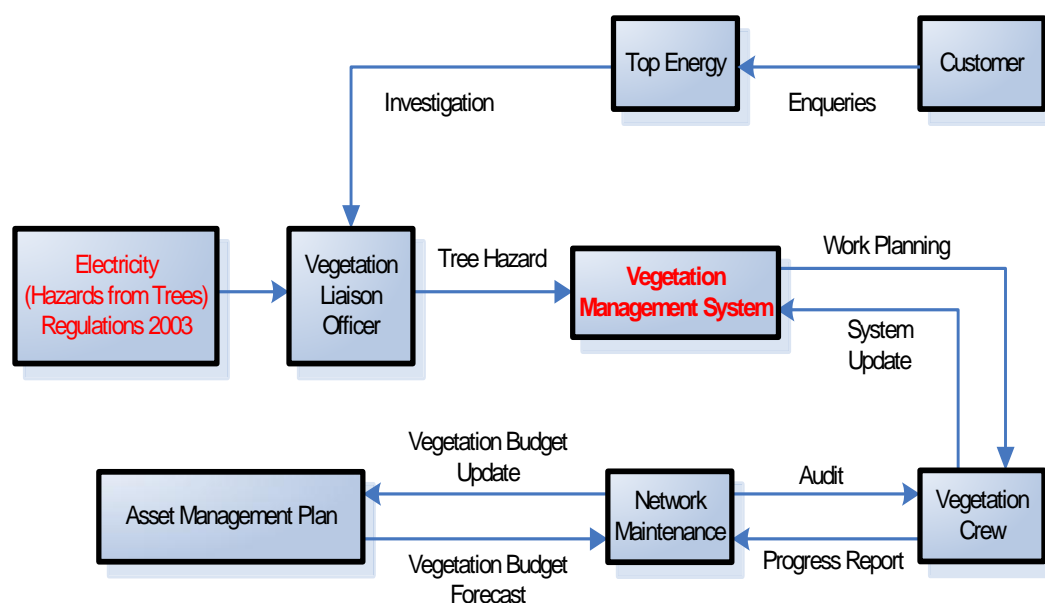 Top Energy
Customer
Investigation
Enqueries
Electricity
(Hazards from Trees)
Regulations 2003
Vegetation
Liaison
Officer
Tree Hazard
Vegetation
Management System
Work Planning
System
Update
Vegetation Budget
Update
Asset Management Plan
Network
Maintenance
Audit
Vegetation
Crew
Vegetation Budget
Forecast
Progress Report